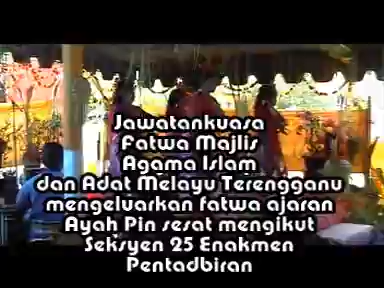 Jawatankuasa
Fatwa Majlis
Agama Islam
dan Adat Melayu Terengganu
mengeluarkan fatwa ajaran
Ayah Pin sesat mengikut
Seksyen 25 Enakmen
Pentadbiran